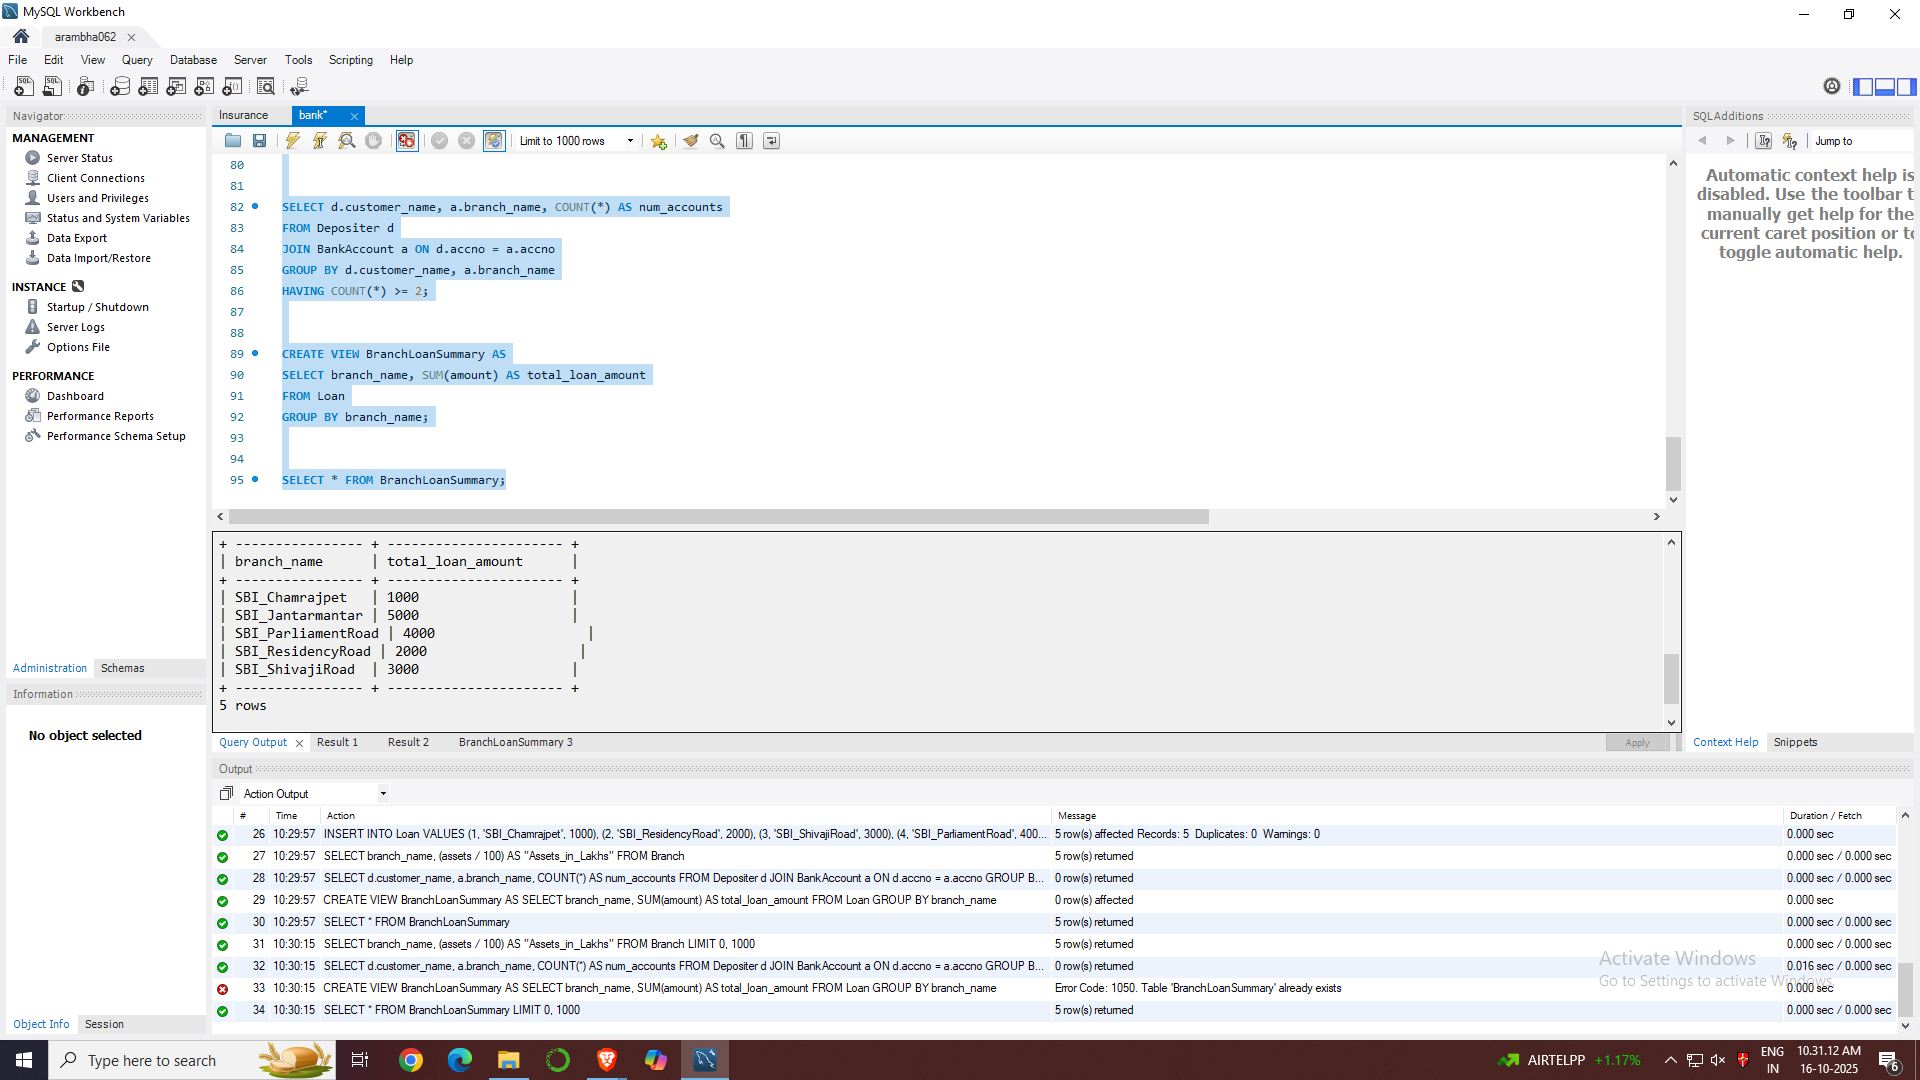 MySQL Workbench
arambha062
File Edit View Query Database Server Tools Scripting Help
Navigator
MANAGEMENT
Server Status
Client Connections
Users and Privileges
Status and System Variables
Data Export
Data Import/Restore
INSTANCE
Startup / Shutdown
Server Logs
Options File
PERFORMANCE
Dashboard
Performance Reports
Performance Schema Setup
Administration Schemas
Information
No object selected
Object Info Session
Insurance bank*
Limit to 1000 rows
80
81
82 SELECT d.customer_name, a.branch_name, COUNT(*) AS num_accounts
83 FROM Depositer d
84 JOIN BankAccount a ON d.accno = a.accno
85 GROUP BY d.customer_name, a.branch_name
86 HAVING COUNT(*) >= 2;
87
88
89 CREATE VIEW BranchLoanSummary AS
90 SELECT branch_name, SUM(amount) AS total_loan_amount
91 FROM Loan
92 GROUP BY branch_name;
93
94
95 SELECT * FROM BranchLoanSummary;
+ ---------------- + ---------------------- +
| branch_name | total_loan_amount |
+ ---------------- + ---------------------- +
| SBI_Chamrajpet | 1000 |
| SBI_Jantarmantar | 5000 |
| SBI_ParliamentRoad | 4000 |
| SBI_ResidencyRoad | 2000 |
| SBI_ShivajiRoad | 3000 |
+ ---------------- + ---------------------- +
5 rows
Query Output Result 1 Result 2 BranchLoanSummary 3 Apply
SQLAdditions
Jump to
Automatic context help is
disabled. Use the toolbar t
manually get help for the
current caret position or to
toggle automatic help.
Context Help Snippets
Output
Action Output
# Time Action Message Duration / Fetch
26 10:29:57 INSERT INTO Loan VALUES (1, 'SBI_Chamrajpet', 1000), (2, 'SBI_ResidencyRoad', 2000), (3, 'SBI_ShivajiRoad', 3000), (4, 'SBI_ParliamentRoad', 400... 5 row(s) affected Records: 5 Duplicates: 0 Warnings: 0 0.000 sec
27 10:29:57 SELECT branch_name, (assets / 100) AS "Assets_in_Lakhs" FROM Branch 5 row(s) returned 0.000 sec / 0.000 sec
28 10:29:57 SELECT d.customer_name, a.branch_name, COUNT(*) AS num_accounts FROM Depositer d JOIN BankAccount a ON d.accno = a.accno GROUP B... 0 row(s) returned 0.000 sec / 0.000 sec
29 10:29:57 CREATE VIEW BranchLoanSummary AS SELECT branch_name, SUM(amount) AS total_loan_amount FROM Loan GROUP BY branch_name 0 row(s) affected 0.000 sec
30 10:29:57 SELECT * FROM BranchLoanSummary 5 row(s) returned 0.000 sec / 0.000 sec
31 10:30:15 SELECT branch_name, (assets / 100) AS "Assets_in_Lakhs" FROM Branch LIMIT 0, 1000 5 row(s) returned 0.000 sec / 0.000 sec
32 10:30:15 SELECT d.customer_name, a.branch_name, COUNT(*) AS num_accounts FROM Depositer d JOIN BankAccount a ON d.accno = a.accno GROUP B... 0 row(s) returned 0.016 sec / 0.000 sec
33 10:30:15 CREATE VIEW BranchLoanSummary AS SELECT branch_name, SUM(amount) AS total_loan_amount FROM Loan GROUP BY branch_name Error Code: 1050. Table 'BranchLoanSummary' already exists 0.000 sec
34 10:30:15 SELECT * FROM BranchLoanSummary LIMIT 0, 1000 5 row(s) returned 0.000 sec / 0.000 sec
Activate Windows
Go to Settings to activate Windows.
Type here to search
AIRTELPP +1.17%
ENG
IN
10.31.12 AM
16-10-2025
6